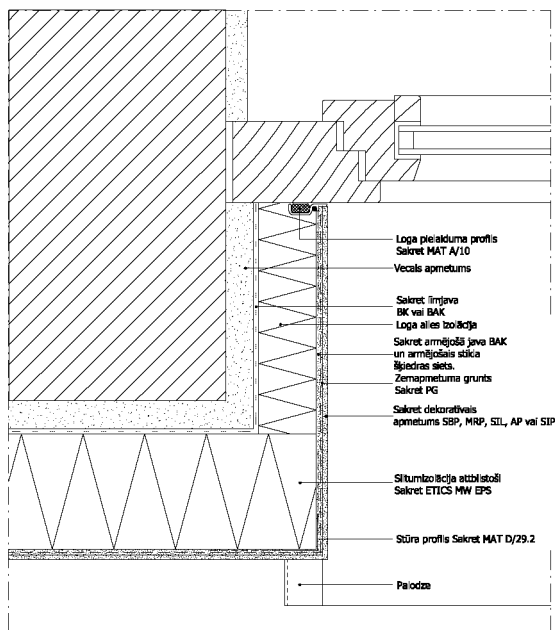 Loga pielaiduma profils
Sakret MAT A/10
Vecais apmetums
Sakret līmjava
BK vai BAK
Loga ailes izolācija
Sakret armējošā java BAK
un armējošais stikla
šķiedras siets.
Zemapmetuma grunts
Sakret PG
Sakret dekoratīvais
apmetums SBP, MRP, SIL, AP vai SIP
Siltumizolācija attbilstoši
Sakret ETICS MW EPS
Stūra profils Sakret MAT D/29.2
Palodze